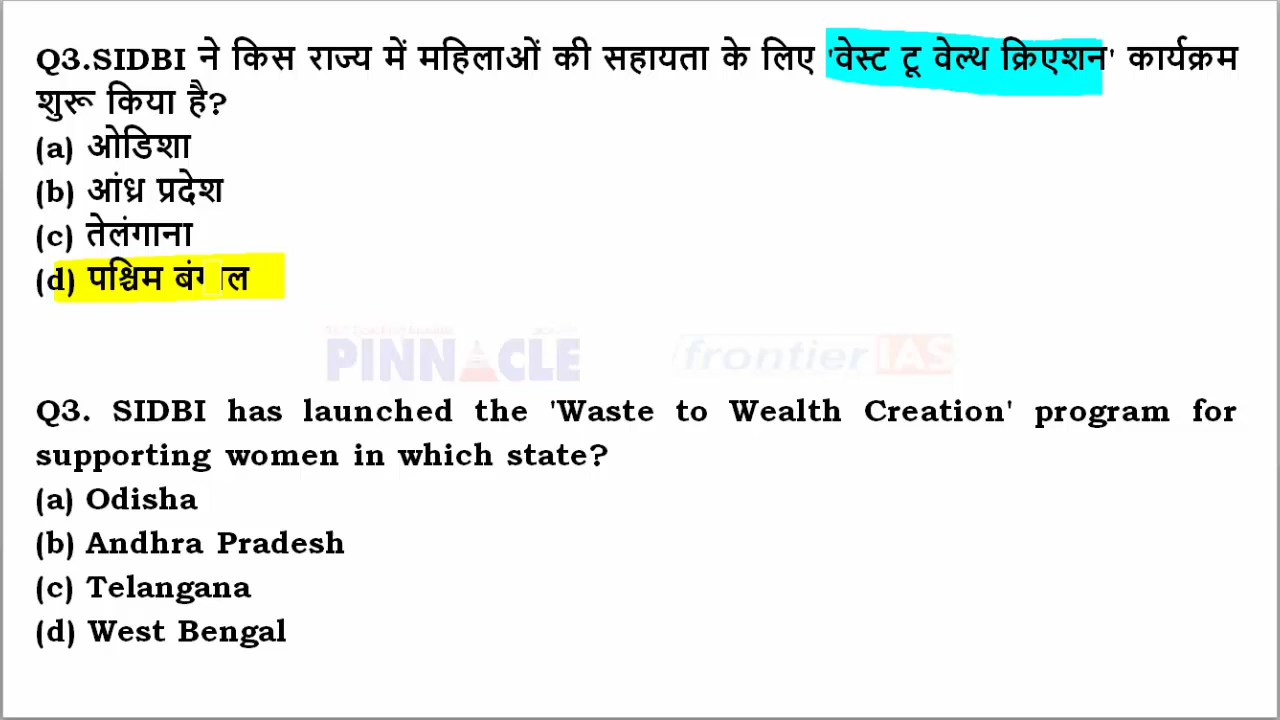 Q3.SIDBI ने किस राज्य में महिलाओं की सहायता के लिए 'वेस्ट टू वेल्थ क्रिएशन' कार्यक्रम
शुरू किया है?
(a) ओडिशा
(b) आंध्र प्रदेश
(c) तेलंगाना
(d) पश्चिम बंगाल
PINNACLE frontier IAS
Q3. SIDBI has launched the 'Waste to Wealth Creation' program for
supporting women in which state?
(a) Odisha
(b) Andhra Pradesh
(c) Telangana
(d) West Bengal